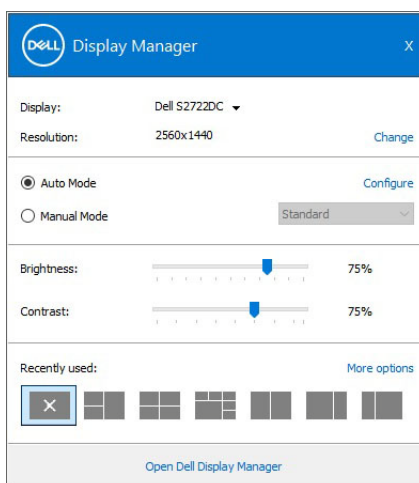 DELL Display Manager X
Display: Dell S2722DC
Resolution: 2560x1440 Change
Auto Mode Configure
Manual Mode Standard
Brightness: 75%
Contrast: 75%
Recently used: More options
Open Dell Display Manager